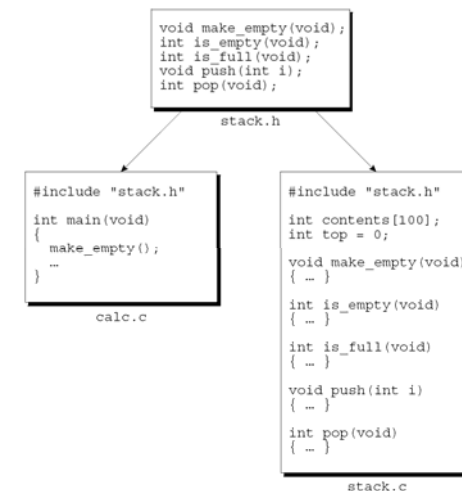 void make_empty(void);
int is_empty(void);
int is_full(void);
void push(int i);
int pop(void);
stack.h
#include "stack.h"
int main(void)
{
make_empty();
…
}
calc.c
#include "stack.h"
int contents[100];
int top = 0;
void make_empty(void)
{ … }
int is_empty(void)
{ … }
int is_full(void)
{ … }
void push(int i)
{ … }
int pop(void)
{ … }
stack.c